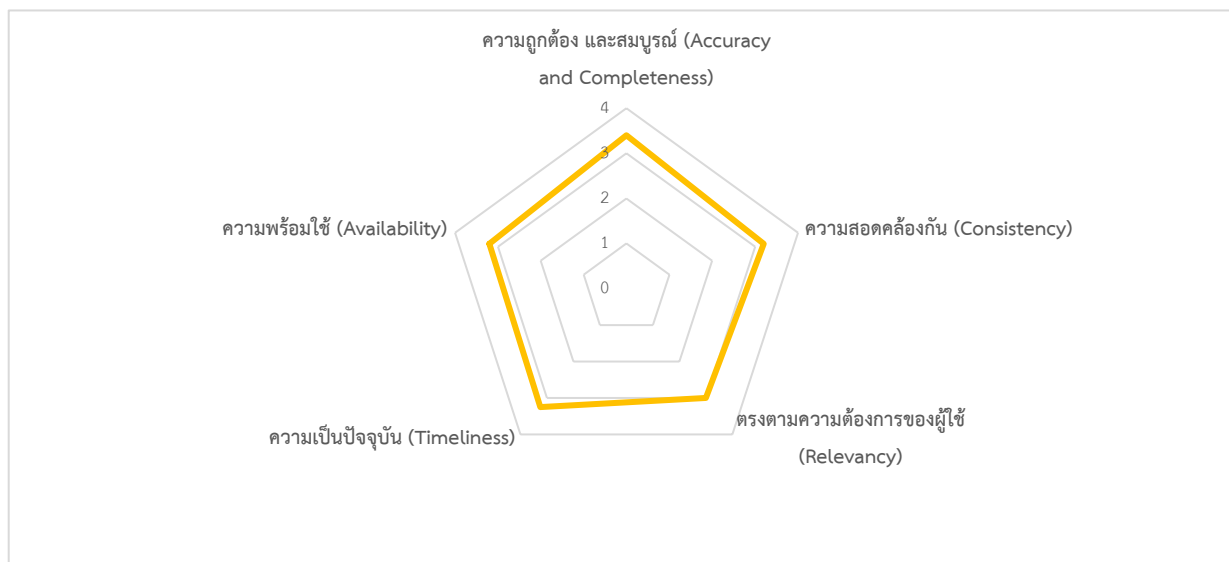 ความถูกต้อง และสมบูรณ์ (Accuracy
and Completeness)
4
3
2
1
0
ความพร้อมใช้ (Availability)
ความสอดคล้องกัน (Consistency)
ความเป็นปัจจุบัน (Timeliness)
ตรงตามความต้องการของผู้ใช้
(Relevancy)